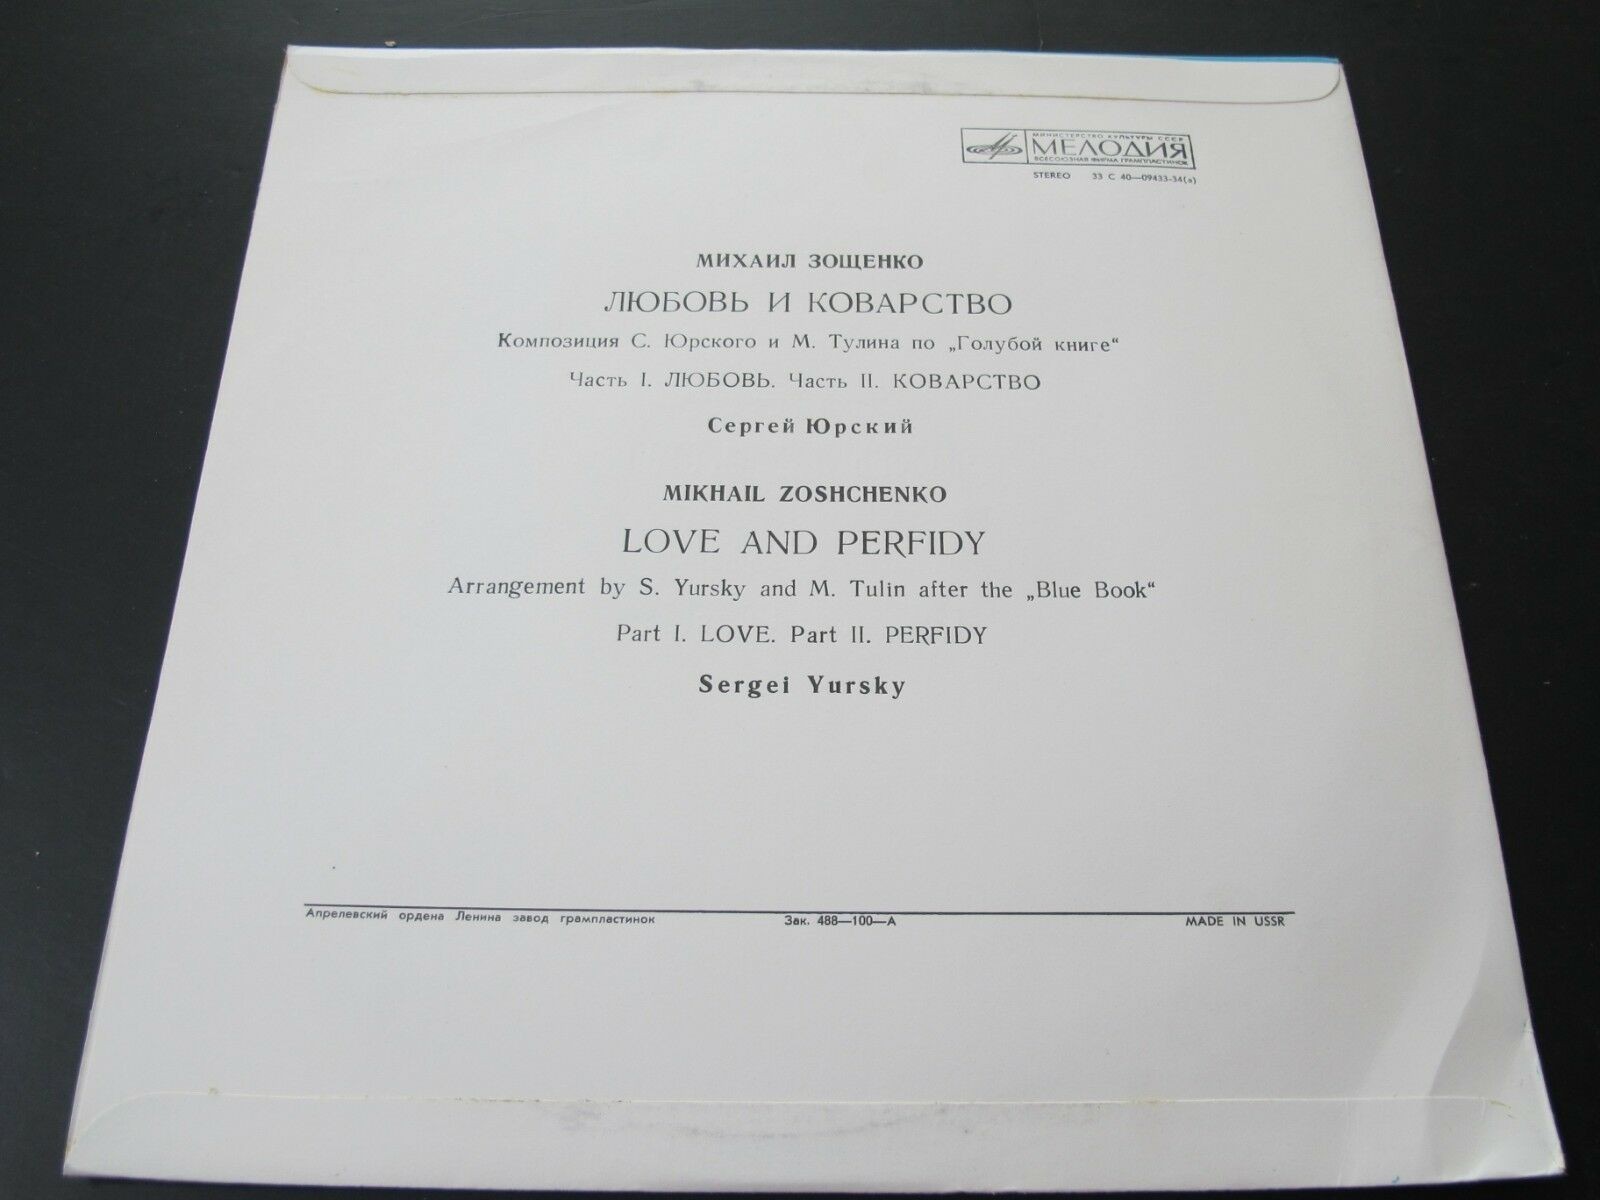 МИНИСТЕРСТВО КУЛЬТУРЫ СССР
МЕЛОДИЯ
ВСЕСОЮЗНАЯ ФИРМА ГРАМПЛАСТИНОК
STEREO 33 С 40—09433-34(а)
МИХАИЛ ЗОЩЕНКО
ЛЮБОВЬ И КОВАРСТВО
Композиция С. Юрского и М. Тулина по „Голубой книге“
Часть I. ЛЮБОВЬ. Часть II. КОВАРСТВО
Сергей Юрский
MIKHAIL ZOSHCHENKO
LOVE AND PERFIDY
Arrangement by S. Yursky and M. Tulin after the „Blue Book“
Part I. LOVE. Part II. PERFIDY
Sergei Yursky
Апрелевский ордена Ленина завод грампластинок Зак. 488—100—А MADE IN USSR